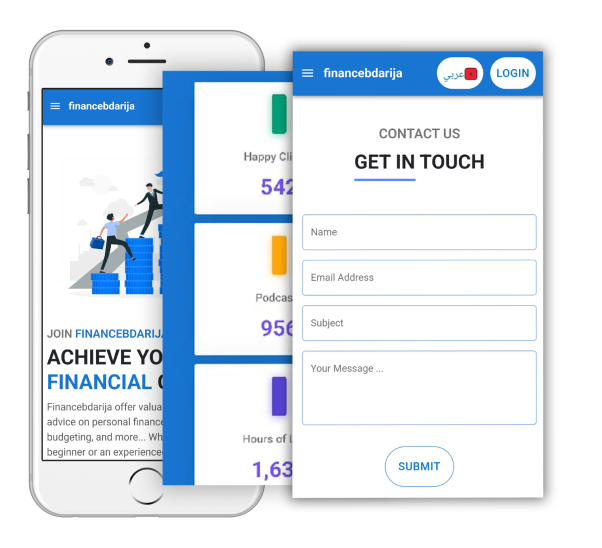 financebdarija
JOIN FINANCEBDARIJ
ACHIEVE YO
FINANCIAL
Financebdarija offer valua
advice on personal finance
budgeting, and more... Wh
beginner or an experience
Happy Cli
542
Podcas
956
Hours of
1,63
financebdarija
عربي
LOGIN
CONTACT US
GET IN TOUCH
Name
Email Address
Subject
Your Message ...
SUBMIT